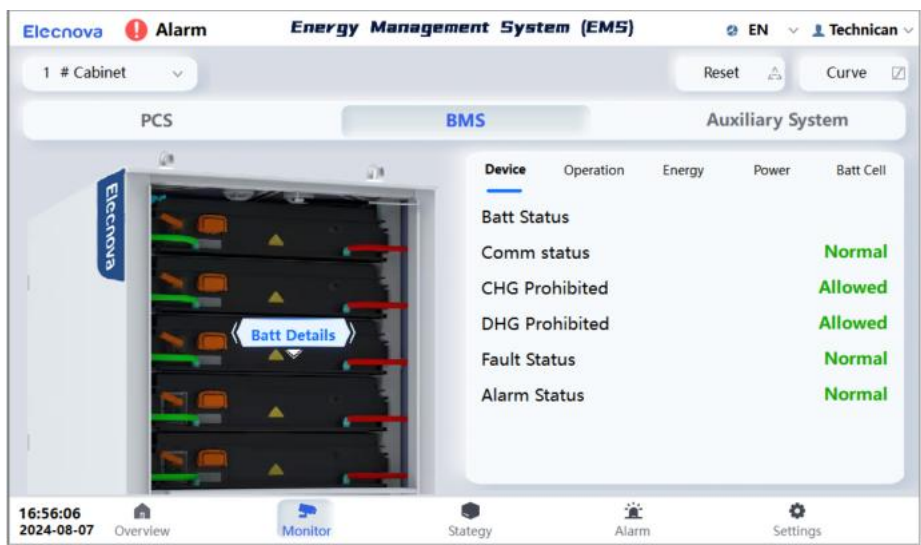 Elecnova Alarm Energy Management System (EMS) EN Technican
1 # Cabinet Reset Curve
PCS BMS Auxiliary System
Elecnova
Device Operation Energy Power Batt Cell
Batt Status
Comm status Normal
CHG Prohibited Allowed
DHG Prohibited Allowed
Batt Details
Fault Status Normal
Alarm Status Normal
16:56:06
2024-08-07 Overview Monitor Stategy Alarm Settings